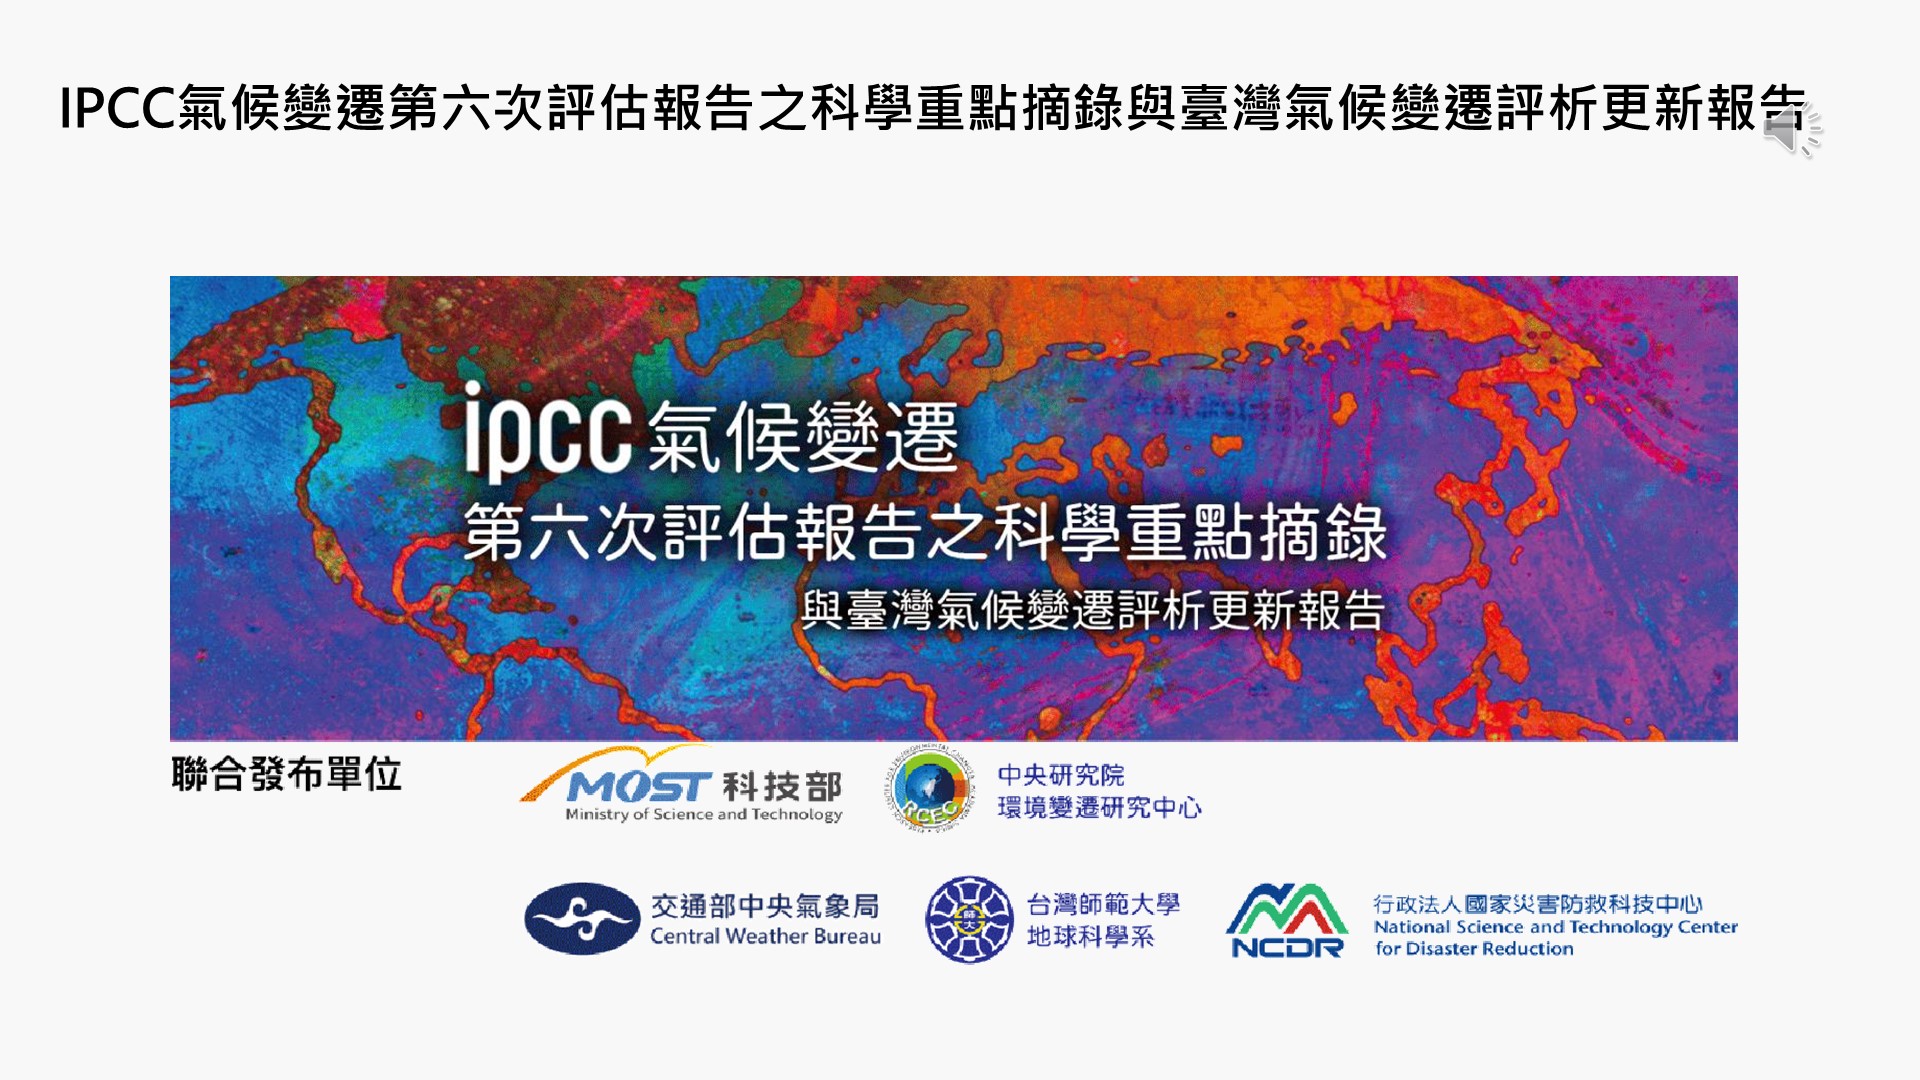 IPCC氣候變遷第六次評估報告之科學重點摘錄與臺灣氣候變遷評析更新報告
ipcc氣候變遷
第六次評估報告之科學重點摘錄
與臺灣氣候變遷評析更新報告
聯合發布單位
MOST 科技部
Ministry of Science and Technology
RCEC
中央研究院
環境變遷研究中心
交通部中央氣象局
Central Weather Bureau
師大
台灣師範大學
地球科學系
NCDR
行政法人國家災害防救科技中心
National Science and Technology Center
for Disaster Reduction